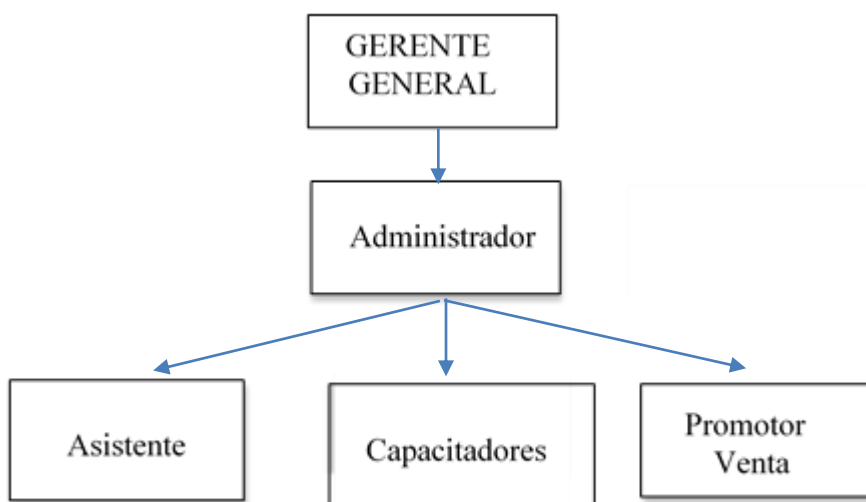 GERENTE
GENERAL
Administrador
Asistente
Capacitadores
Promotor
Venta